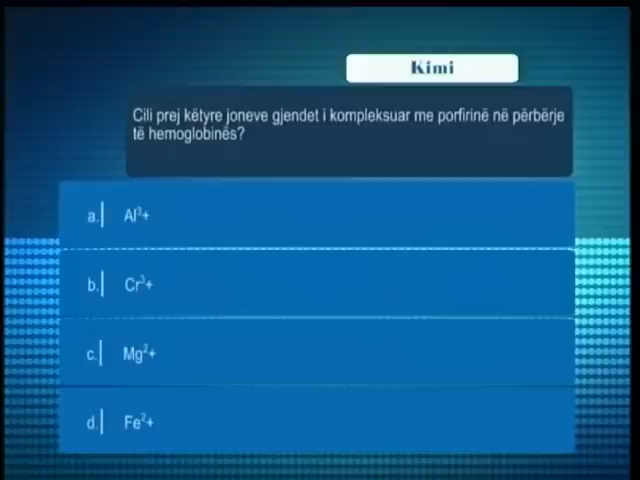 Kimi
Cili prej këtyre joneve gjendet i kompleksuar me porfirinë në përbërje
të hemoglobinës?
a. Al³+
b. Cr³+
c. Mg²+
d. Fe²+